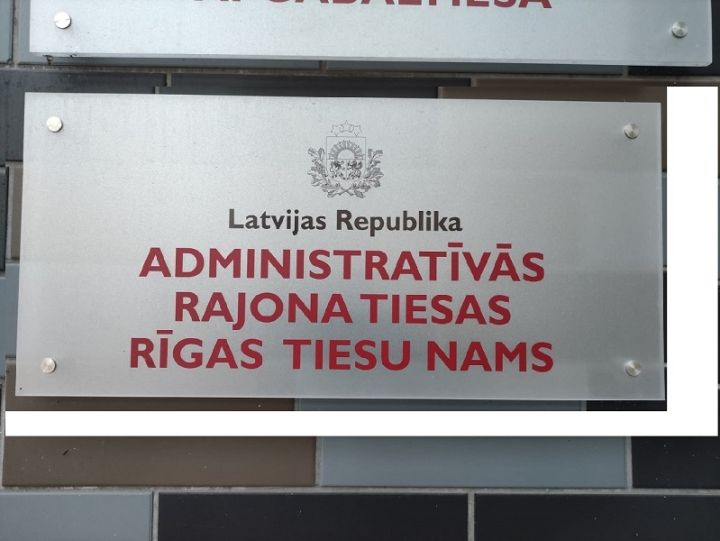 Latvijas Republika
ADMINISTRATĪVĀS
RAJONA TIESAS
RĪGAS TIESU NAMS